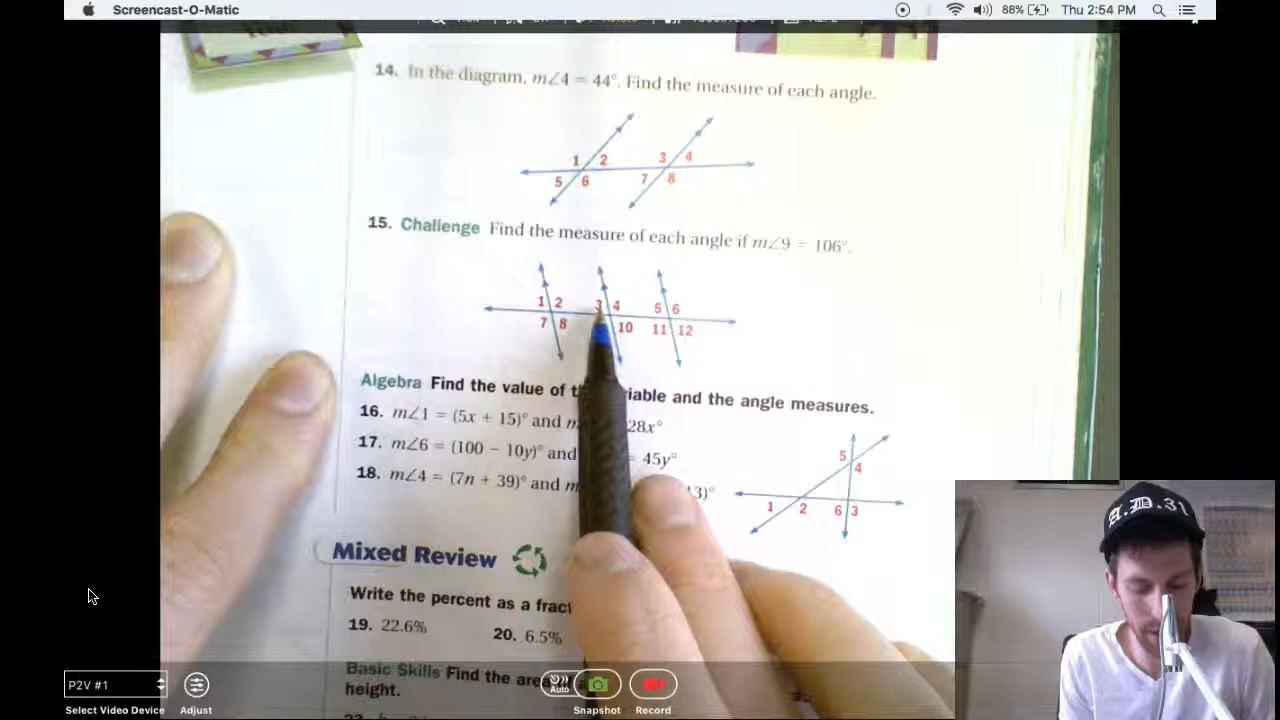 Screencast-O-Matic
88%
Thu 2:54 PM
14. In the diagram, m∠4 = 44°. Find the measure of each angle.
1 2 3 4
5 6 7 8
15. Challenge Find the measure of each angle if m∠9 = 106°.
1 2 3 4 5 6
7 8 10 11 12
Algebra Find the value of t riable and the angle measures.
16. m∠1 = (5x + 15)° and m 28x°
17. m∠6 = (100 − 10y)° and = 45y°
18. m∠4 = (7n + 39)° and m 3)°
5
4
1 2 6 3
Mixed Review
Write the percent as a fract
19. 22.6% 20. 6.5%
Basic Skills Find the are
height.
A.D.31
P2V #1
Auto
Select Video Device Adjust Snapshot Record